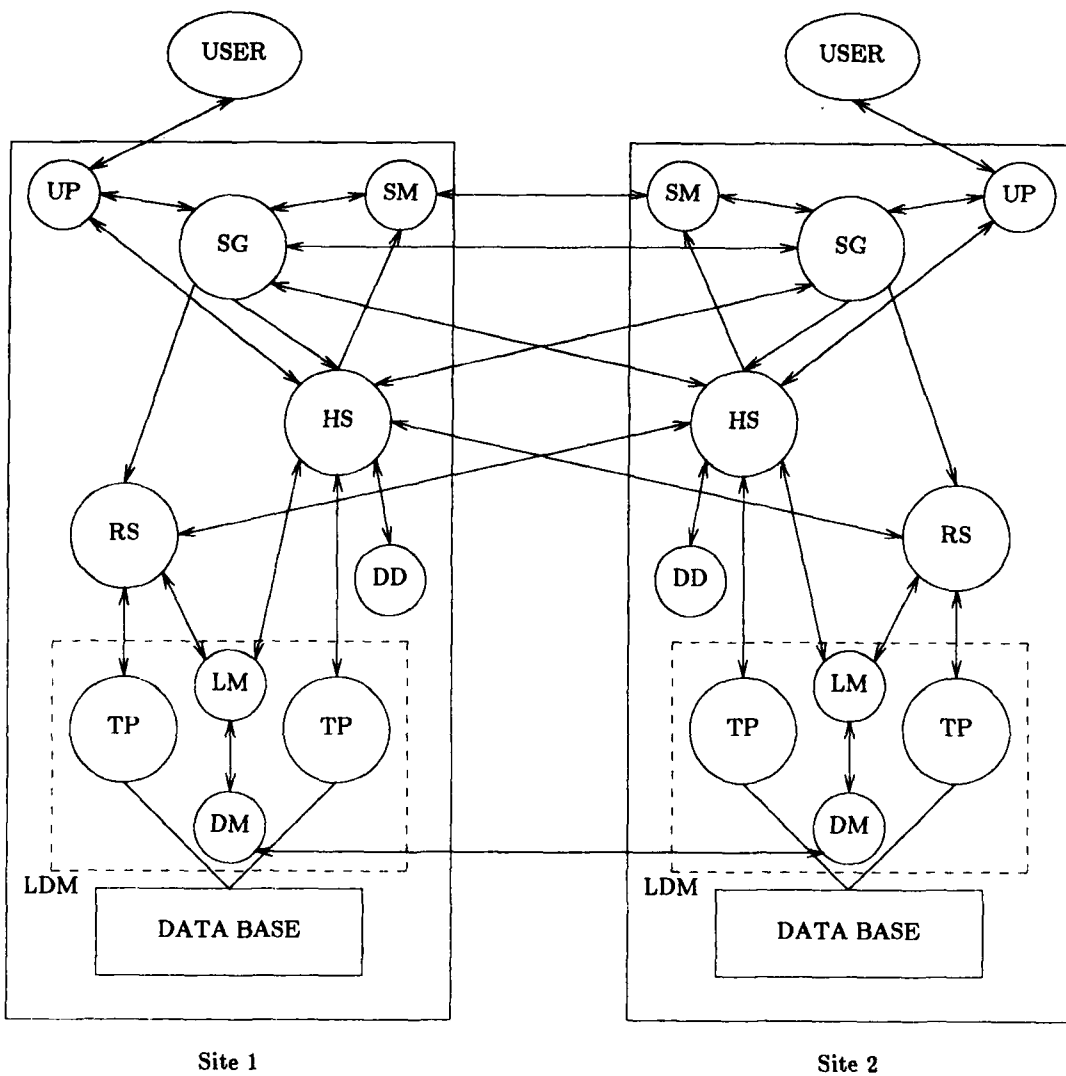 USER
USER
UP
SM
SM
UP
SG
SG
HS
HS
RS
RS
DD
DD
LM
LM
TP
TP
TP
TP
DM
DM
LDM
LDM
DATA BASE
DATA BASE
Site 1
Site 2